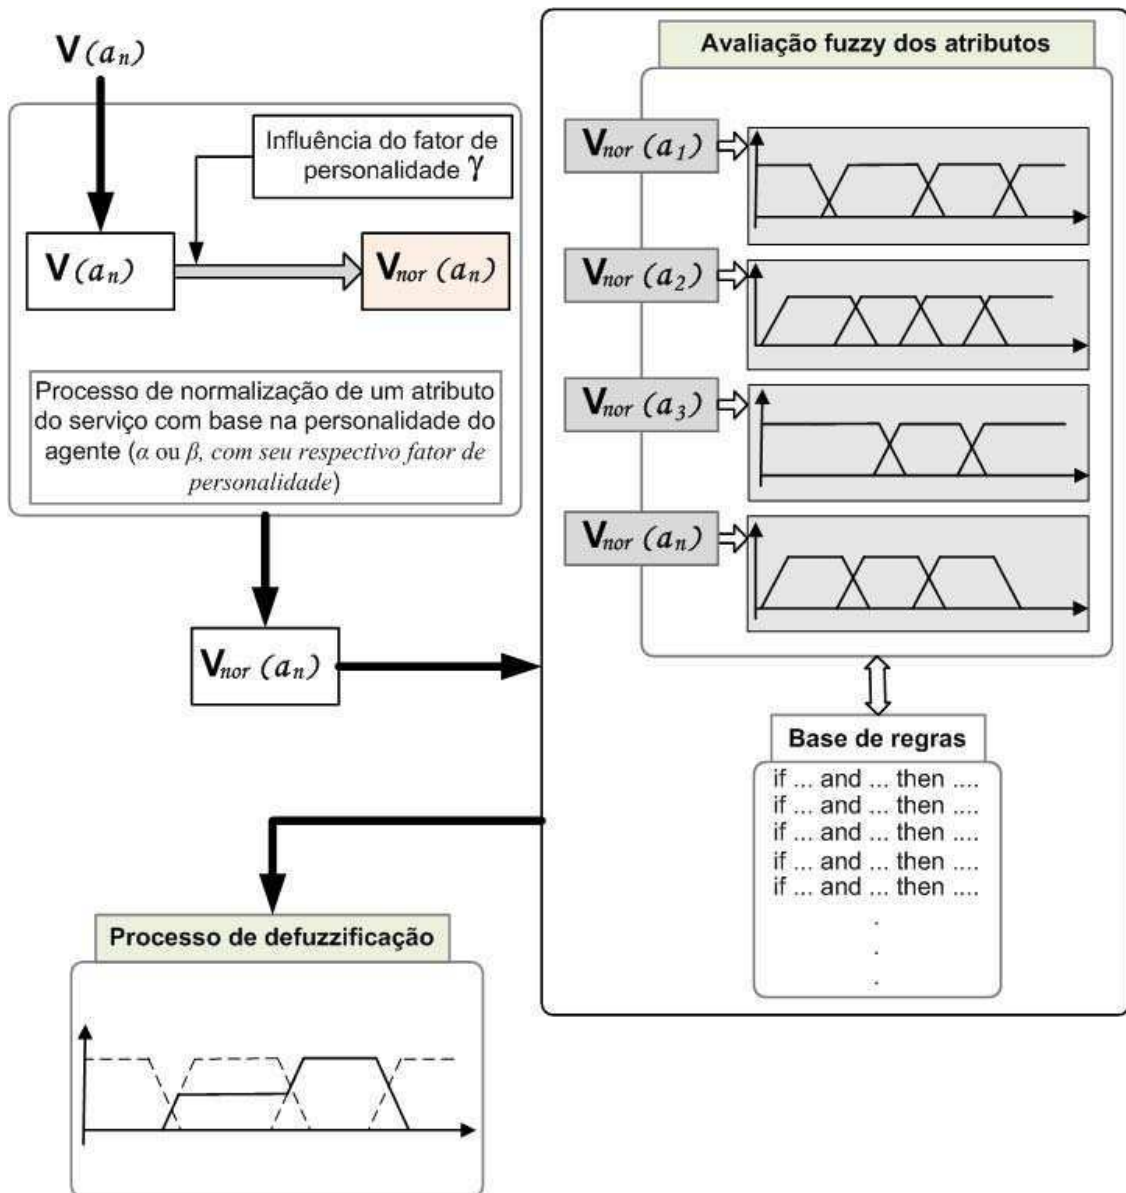 V(an)
Influência do fator de
personalidade γ
V(an)
Vnor (an)
Processo de normalização de um atributo
do serviço com base na personalidade do
agente (α ou β, com seu respectivo fator de
personalidade)
Vnor (an)
Avaliação fuzzy dos atributos
Vnor (a1)
Vnor (a2)
Vnor (a3)
Vnor (an)
Base de regras
if ... and ... then ....
if ... and ... then ....
if ... and ... then ....
if ... and ... then ....
if ... and ... then ....
.
.
.
Processo de defuzzificação